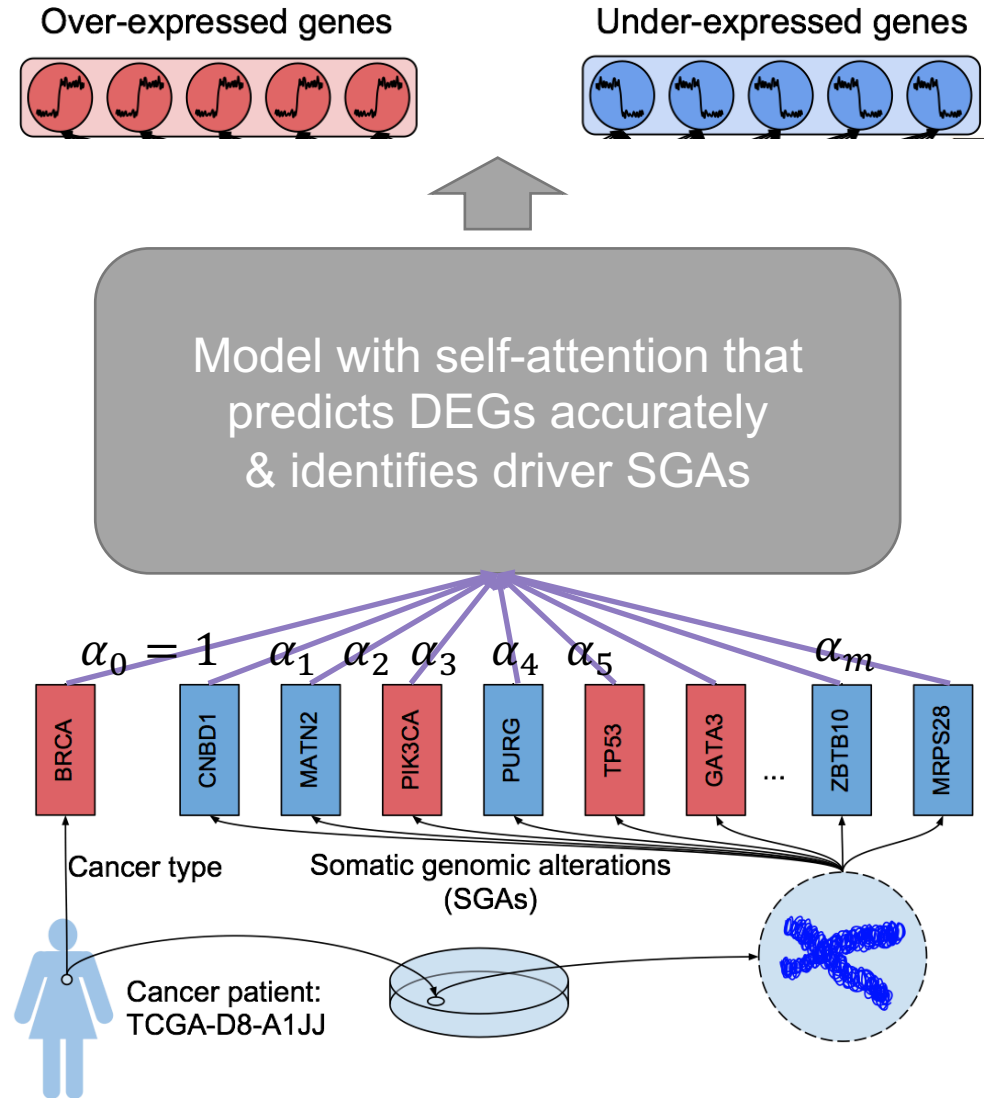 Over-expressed genes
Under-expressed genes
Model with self-attention that
predicts DEGs accurately
& identifies driver SGAs
α₀ = 1
α₁
α₂
α₃
α₄
α₅
αₘ
BRCA
CNBD1
MATN2
PIK3CA
PURG
TP53
GATA3
...
ZBTB10
MRPS28
Cancer type
Somatic genomic alterations
(SGAs)
Cancer patient:
TCGA-D8-A1JJ